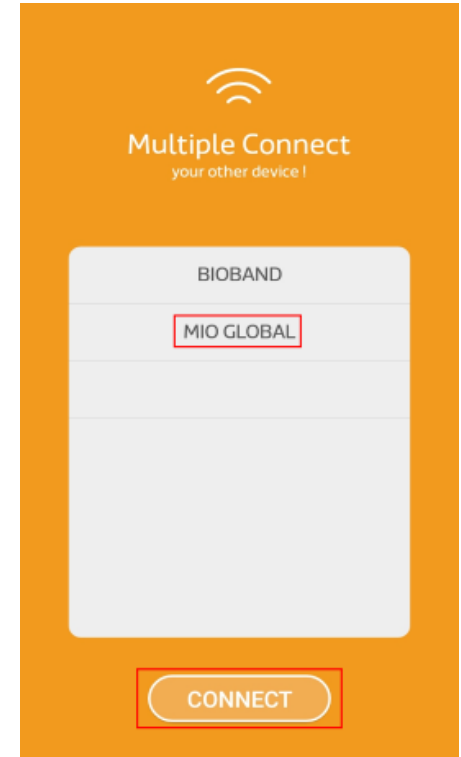 Multiple Connect
your other device !
BIOBAND
MIO GLOBAL
CONNECT